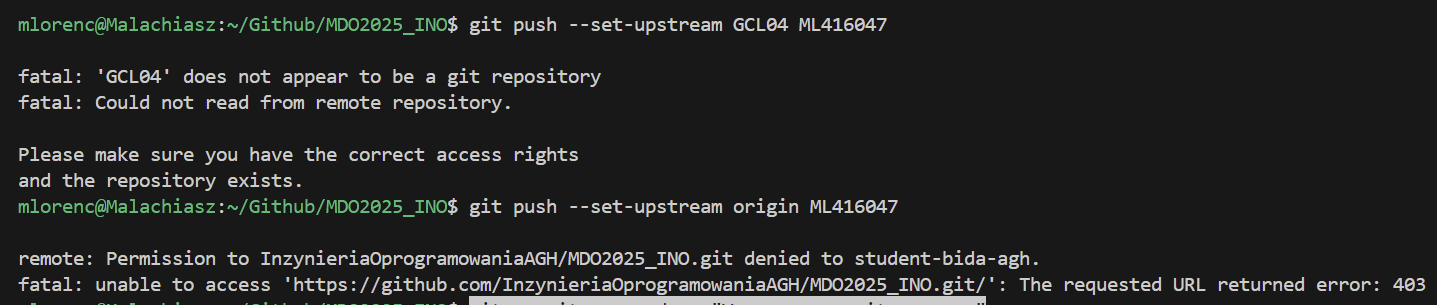 mlorenc@Malachiasz:~/Github/MDO2025_INO$ git push --set-upstream GCL04 ML416047
fatal: 'GCL04' does not appear to be a git repository
fatal: Could not read from remote repository.
Please make sure you have the correct access rights
and the repository exists.
mlorenc@Malachiasz:~/Github/MDO2025_INO$ git push --set-upstream origin ML416047
remote: Permission to InzynieriaOprogramowaniaAGH/MDO2025_INO.git denied to student-bida-agh.
fatal: unable to access 'https://github.com/InzynieriaOprogramowaniaAGH/MDO2025_INO.git/': The requested URL returned error: 403